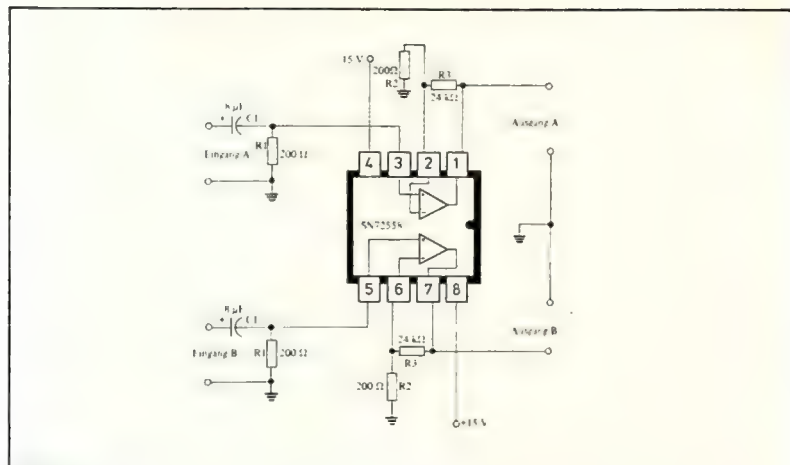 15 V
200Ω
R2
R3
24 kΩ
8 µF
C1
R1
200 Ω
Eingang A
Ausgang A
4 3 2 1
SN72558
5 6 7 8
8 µF
C1
R1
200 Ω
Eingang B
24 kΩ
R3
200 Ω
R2
Ausgang B
+15 V